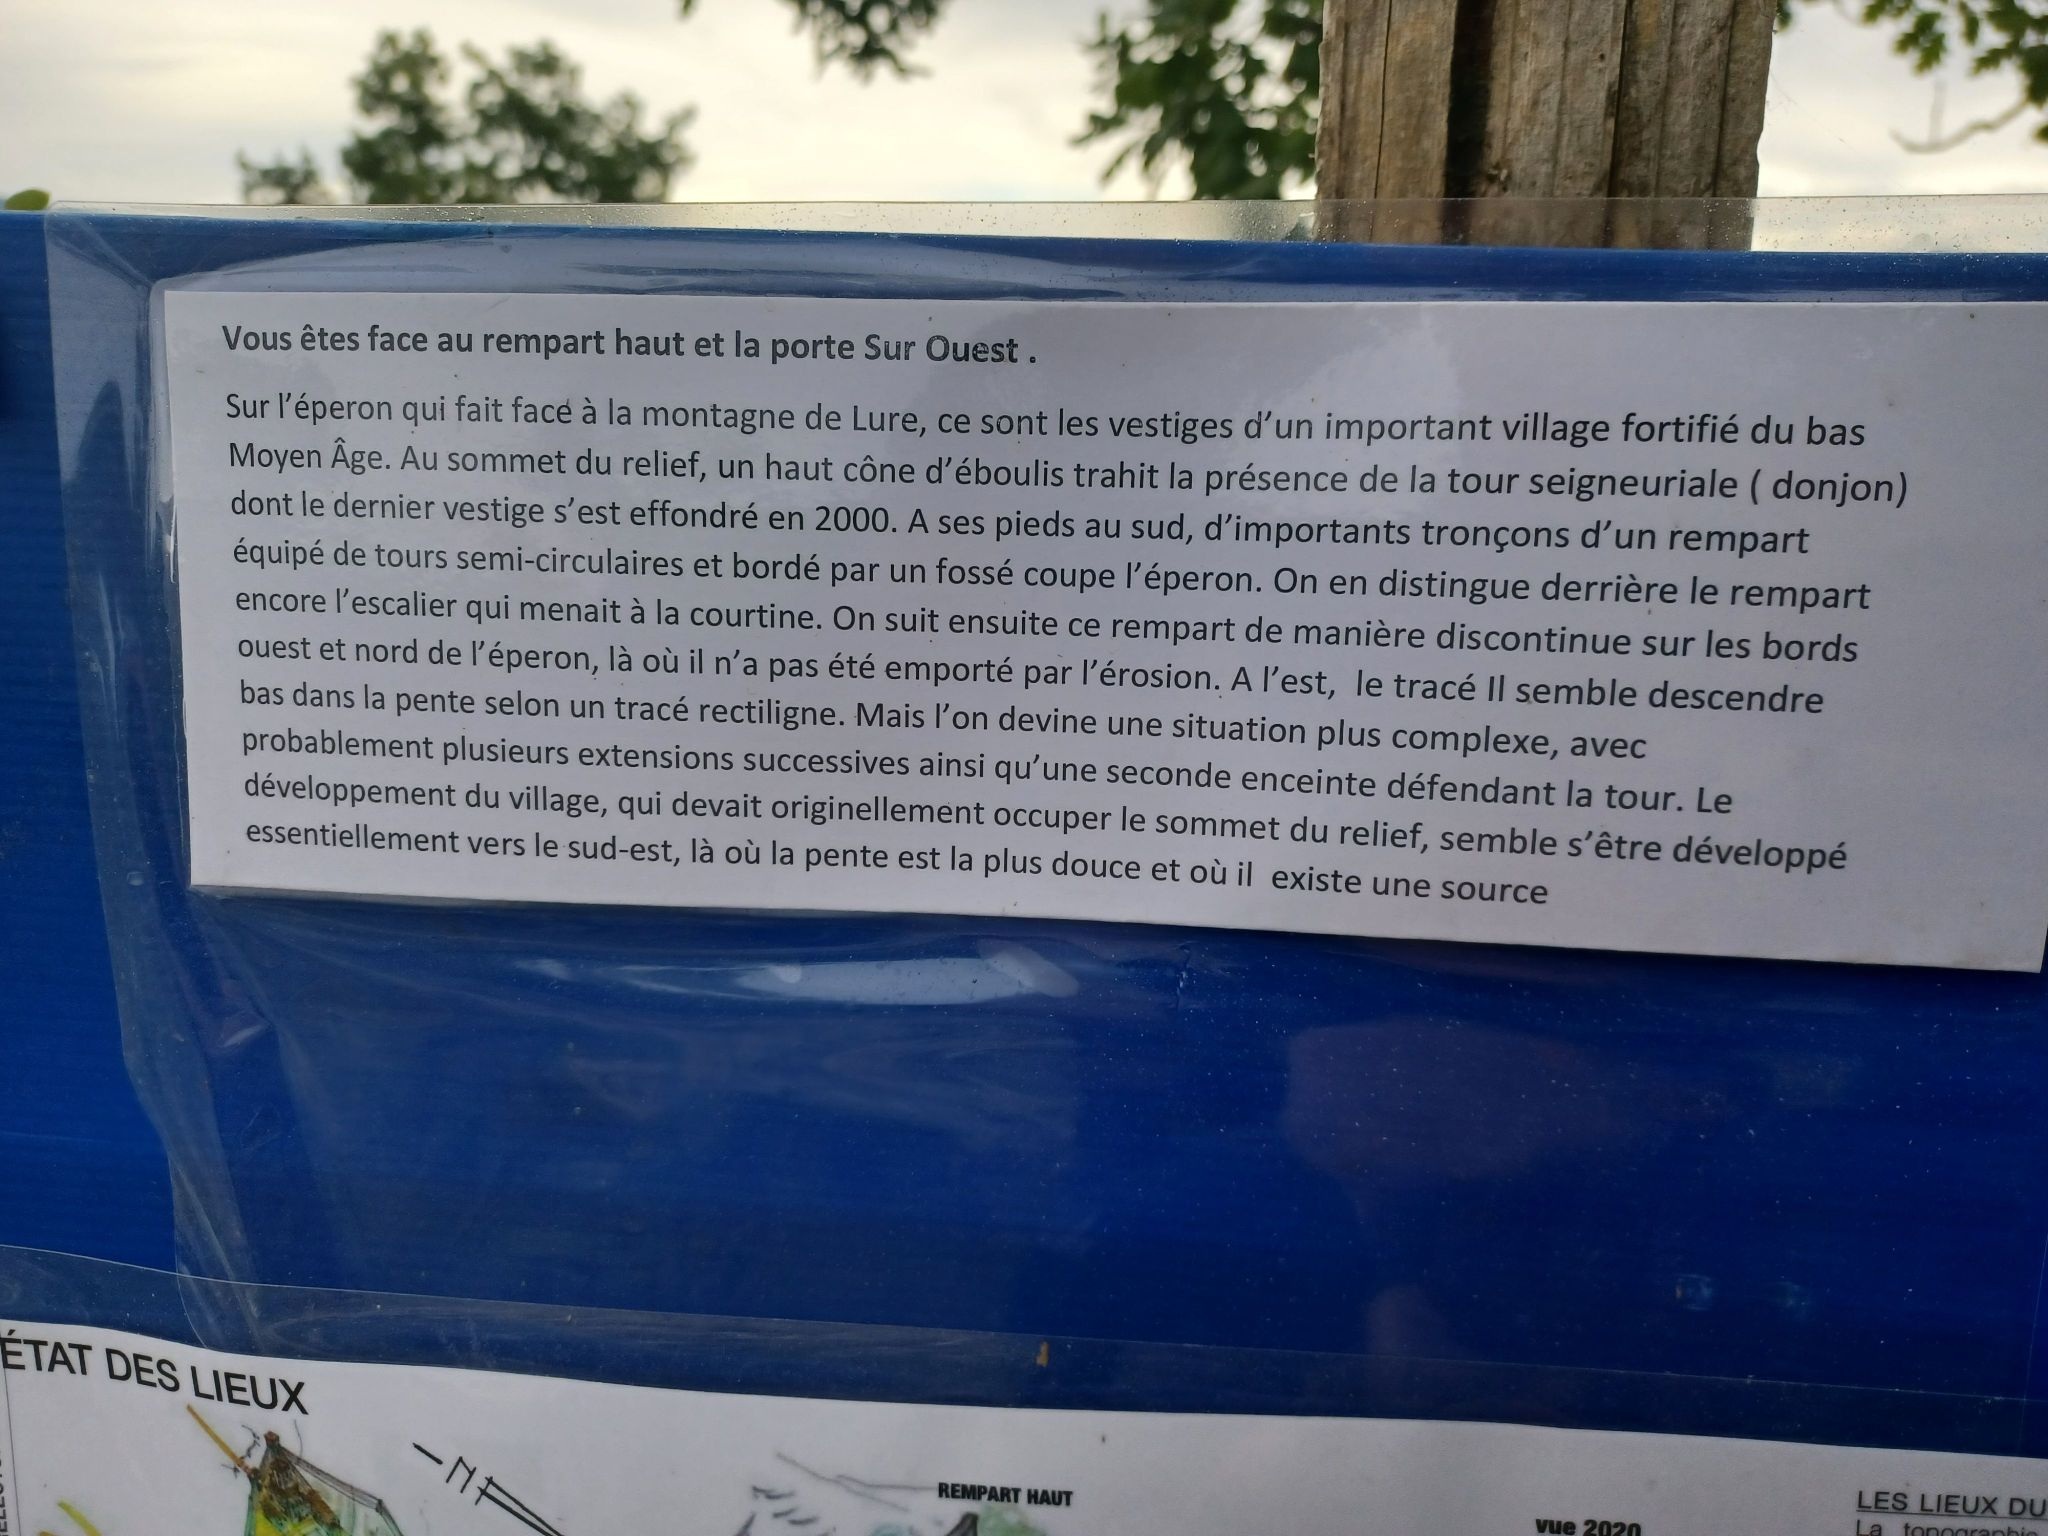 Vous êtes face au rempart haut et la porte Sur Ouest .
Sur l'éperon qui fait face à la montagne de Lure, ce sont les vestiges d'un important village fortifié du bas
Moyen Âge. Au sommet du relief, un haut cône d'éboulis trahit la présence de la tour seigneuriale ( donjon)
dont le dernier vestige s'est effondré en 2000. A ses pieds au sud, d'importants tronçons d'un rempart
équipé de tours semi-circulaires et bordé par un fossé coupe l'éperon. On en distingue derrière le rempart
encore l'escalier qui menait à la courtine. On suit ensuite ce rempart de manière discontinue sur les bords
ouest et nord de l'éperon, là où il n'a pas été emporté par l'érosion. A l'est,  le tracé Il semble descendre
bas dans la pente selon un tracé rectiligne. Mais l'on devine une situation plus complexe, avec
probablement plusieurs extensions successives ainsi qu'une seconde enceinte défendant la tour. Le
développement du village, qui devait originellement occuper le sommet du relief, semble s'être développé
essentiellement vers le sud-est, là où la pente est la plus douce et où il  existe une source
ÉTAT DES LIEUX
N
REMPART HAUT
vue 2020
LES LIEUX DU
La